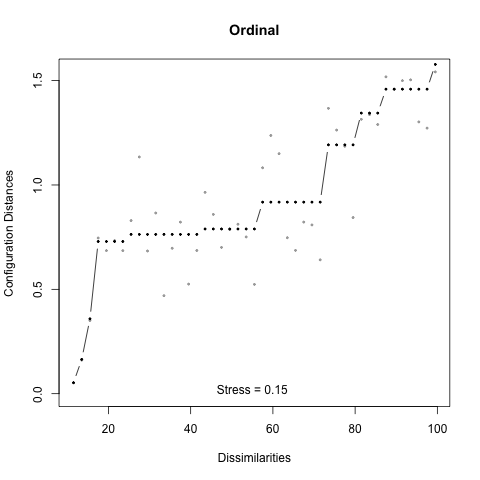 Ordinal
Configuration Distances
1.5
1.0
0.5
0.0
Stress = 0.15
20 40 60 80 100
Dissimilarities